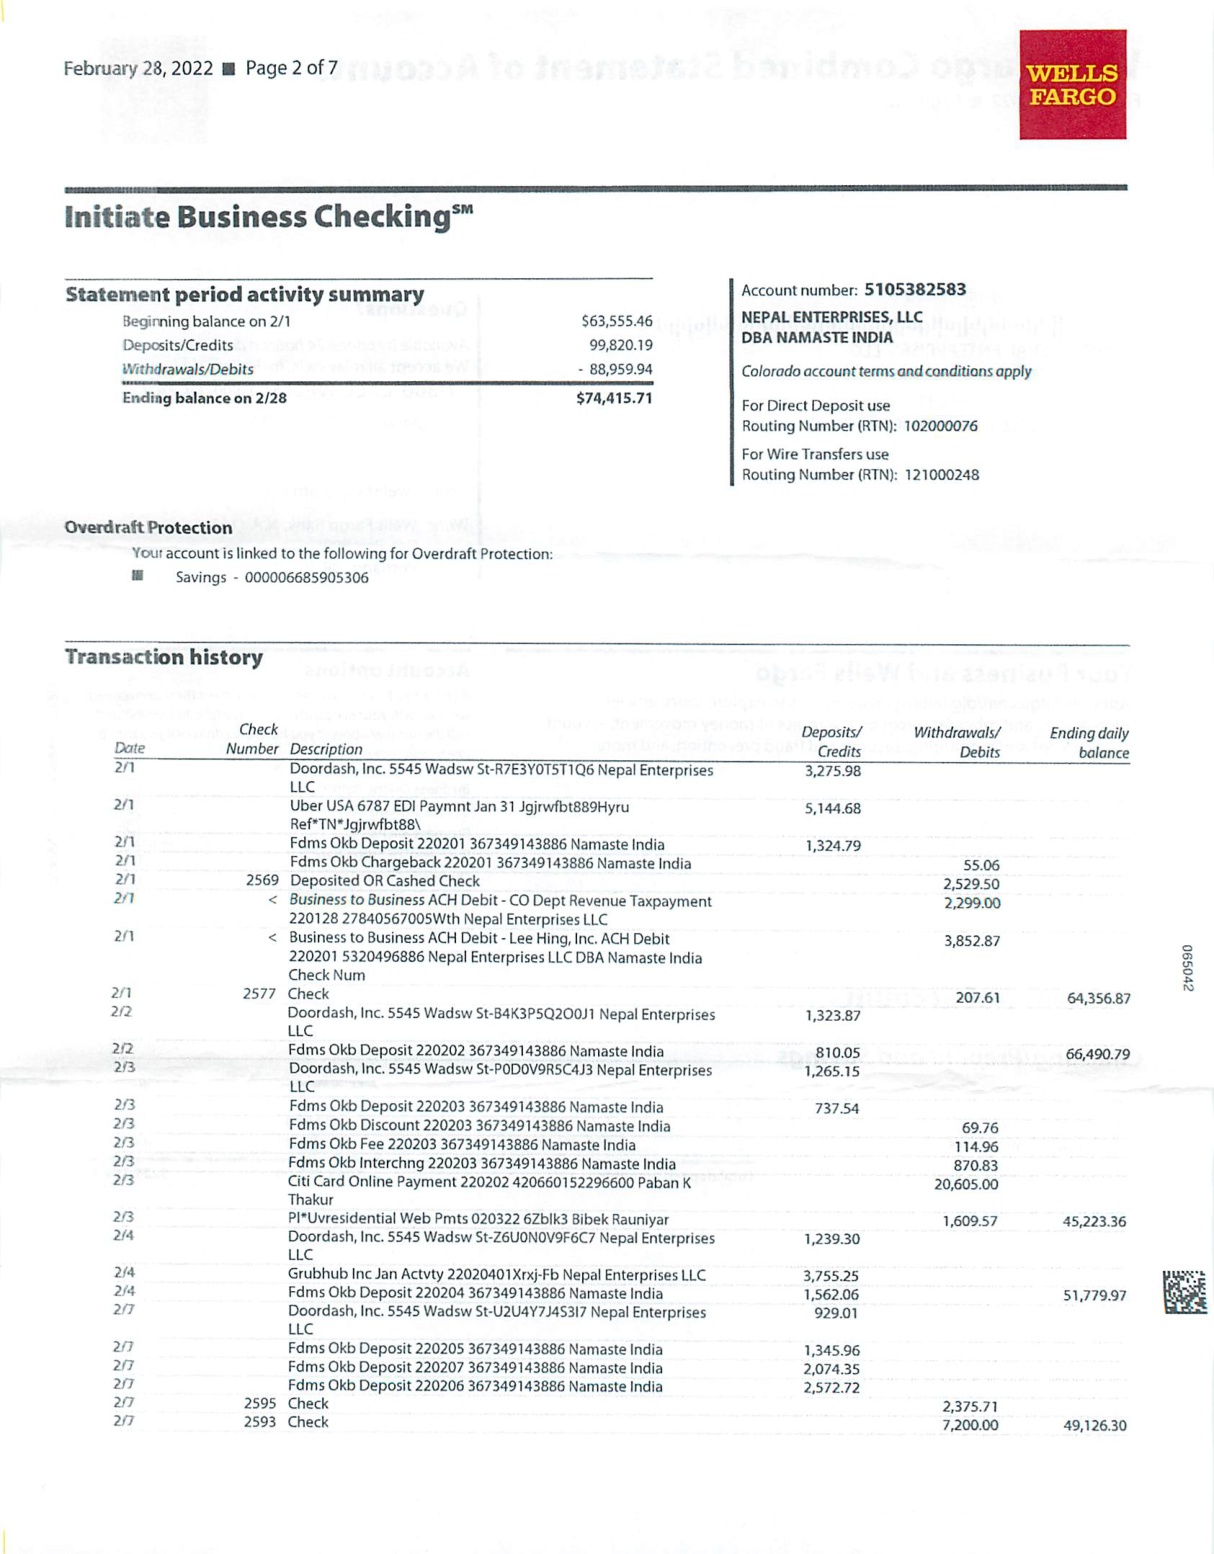 February 28, 2022 ■ Page 2 of 7
WELLS
FARGO
Initiate Business Checking℠
Statement period activity summary
Beginning balance on 2/1 $63,555.46
Deposits/Credits 99,820.19
Withdrawals/Debits - 88,959.94
Ending balance on 2/28 $74,415.71
Account number: 5105382583
NEPAL ENTERPRISES, LLC
DBA NAMASTE INDIA
Colorado account terms and conditions apply
For Direct Deposit use
Routing Number (RTN): 102000076
For Wire Transfers use
Routing Number (RTN): 121000248
Overdraft Protection
Your account is linked to the following for Overdraft Protection:
■ Savings - 000006685905306
Transaction history
Check Deposits/ Withdrawals/ Ending daily
Date Number Description Credits Debits balance
2/1 Doordash, Inc. 5545 Wadsw St-R7E3Y0T5T1Q6 Nepal Enterprises 3,275.98
LLC
2/1 Uber USA 6787 EDI Paymnt Jan 31 Jgjrwfbt889Hyru 5,144.68
Ref*TN*Jgjrwfbt88\
2/1 Fdms Okb Deposit 220201 367349143886 Namaste India 1,324.79
2/1 Fdms Okb Chargeback 220201 367349143886 Namaste India 55.06
2/1 2569 Deposited OR Cashed Check 2,529.50
2/1 < Business to Business ACH Debit - CO Dept Revenue Taxpayment 2,299.00
220128 27840567005Wth Nepal Enterprises LLC
2/1 < Business to Business ACH Debit - Lee Hing, Inc. ACH Debit 3,852.87
220201 5320496886 Nepal Enterprises LLC DBA Namaste India
Check Num
2/1 2577 Check 207.61 64,356.87
2/2 Doordash, Inc. 5545 Wadsw St-B4K3P5Q2O0J1 Nepal Enterprises 1,323.87
LLC
2/2 Fdms Okb Deposit 220202 367349143886 Namaste India 810.05 66,490.79
2/3 Doordash, Inc. 5545 Wadsw St-P0D0V9R5C4J3 Nepal Enterprises 1,265.15
LLC
2/3 Fdms Okb Deposit 220203 367349143886 Namaste India 737.54
2/3 Fdms Okb Discount 220203 367349143886 Namaste India 69.76
2/3 Fdms Okb Fee 220203 367349143886 Namaste India 114.96
2/3 Fdms Okb Interchng 220203 367349143886 Namaste India 870.83
2/3 Citi Card Online Payment 220202 420660152296600 Paban K 20,605.00
Thakur
2/3 Pl*Uvresidential Web Pmts 020322 6Zblk3 Bibek Rauniyar 1,609.57 45,223.36
2/4 Doordash, Inc. 5545 Wadsw St-Z6U0N0V9F6C7 Nepal Enterprises 1,239.30
LLC
2/4 Grubhub Inc Jan Actvty 22020401Xrxj-Fb Nepal Enterprises LLC 3,755.25
2/4 Fdms Okb Deposit 220204 367349143886 Namaste India 1,562.06 51,779.97
2/7 Doordash, Inc. 5545 Wadsw St-U2U4Y7J4S3I7 Nepal Enterprises 929.01
LLC
2/7 Fdms Okb Deposit 220205 367349143886 Namaste India 1,345.96
2/7 Fdms Okb Deposit 220207 367349143886 Namaste India 2,074.35
2/7 Fdms Okb Deposit 220206 367349143886 Namaste India 2,572.72
2/7 2595 Check 2,375.71
2/7 2593 Check 7,200.00 49,126.30
065042